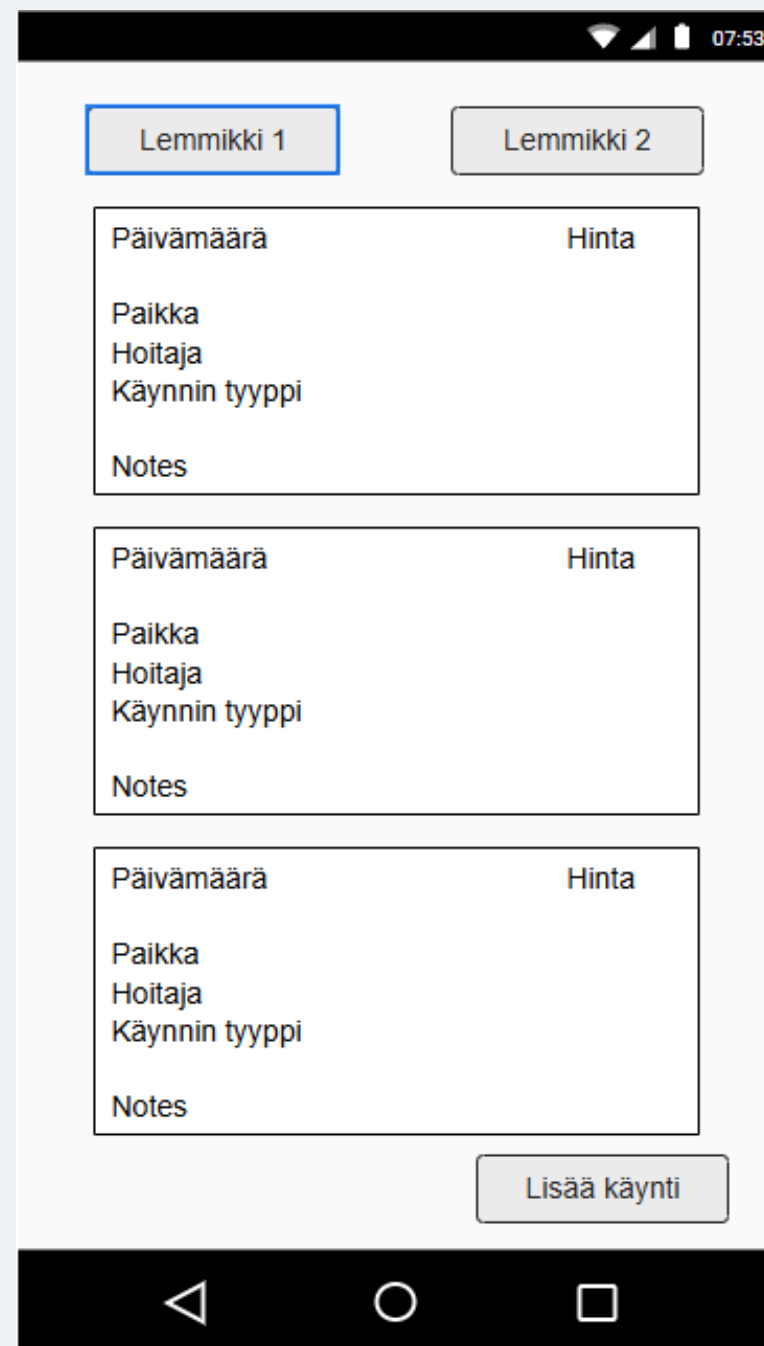 07:53
Lemmikki 1 Lemmikki 2
Päivämäärä Hinta
Paikka
Hoitaja
Käynnin tyyppi
Notes
Päivämäärä Hinta
Paikka
Hoitaja
Käynnin tyyppi
Notes
Päivämäärä Hinta
Paikka
Hoitaja
Käynnin tyyppi
Notes
Lisää käynti